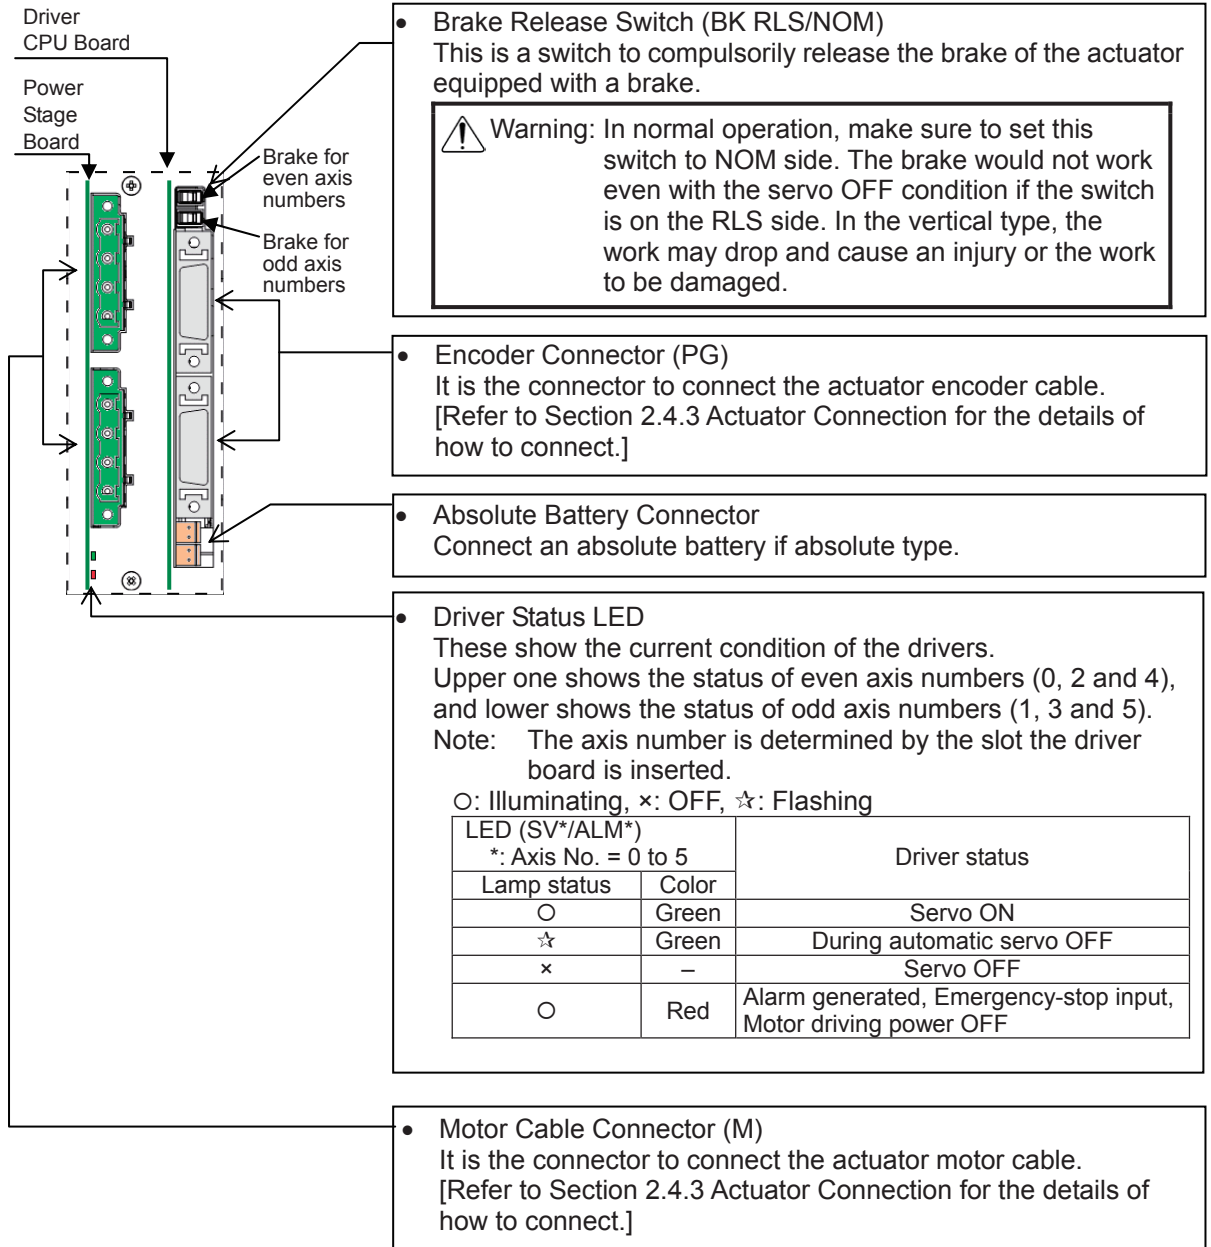 Driver
CPU Board
Power
Stage
Board
Brake for
even axis
numbers
Brake for
odd axis
numbers
• Brake Release Switch (BK RLS/NOM)
This is a switch to compulsorily release the brake of the actuator
equipped with a brake.
Warning: In normal operation, make sure to set this
switch to NOM side. The brake would not work
even with the servo OFF condition if the switch
is on the RLS side. In the vertical type, the
work may drop and cause an injury or the work
to be damaged.
• Encoder Connector (PG)
It is the connector to connect the actuator encoder cable.
[Refer to Section 2.4.3 Actuator Connection for the details of
how to connect.]
• Absolute Battery Connector
Connect an absolute battery if absolute type.
• Driver Status LED
These show the current condition of the drivers.
Upper one shows the status of even axis numbers (0, 2 and 4),
and lower shows the status of odd axis numbers (1, 3 and 5).
Note: The axis number is determined by the slot the driver
board is inserted.
○: Illuminating, ×: OFF, ☆: Flashing
LED (SV*/ALM*)
*: Axis No. = 0 to 5
Driver status
Lamp status Color
○ Green Servo ON
☆ Green During automatic servo OFF
× – Servo OFF
○ Red Alarm generated, Emergency-stop input,
Motor driving power OFF
• Motor Cable Connector (M)
It is the connector to connect the actuator motor cable.
[Refer to Section 2.4.3 Actuator Connection for the details of
how to connect.]